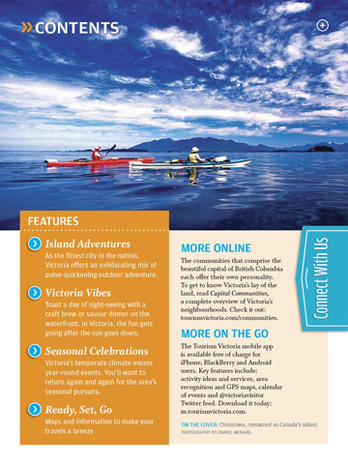 »CONTENTS
FEATURES
Island Adventures
As the fittest city in the nation,
Victoria offers an exhilarating mix of
pulse-quickening outdoor adventure.
Victoria Vibes
Toast a day of sight-seeing with a
craft brew or savour dinner on the
waterfront. In Victoria, the fun gets
going after the sun goes down.
Seasonal Celebrations
Victoria's temperate climate means
year-round events. You'll want to
return again and again for the area's
seasonal pursuits.
Ready, Set, Go
Maps and information to make your
travels a breeze
MORE ONLINE
The communities that comprise the
beautiful capital of British Columbia
each offer their own personality.
To get to know Victoria's lay of the
land, read Capital Communities,
a complete overview of Victoria's
neighbourhoods. Check it out:
tourismvictoria.com/communities.
MORE ON THE GO
The Tourism Victoria mobile app
is available free of charge for
iPhone, BlackBerry and Android
users. Key features include:
activity ideas and services, area
recognition and GPS maps, calendar
of events and @victoriavisitor
Twitter feed. Download it today:
m.tourismvictoria.com.
ON THE COVER: Chinatown, renowned as Canada's oldest.
PHOTOGRAPH BY: DANIEL MENARD.
Connect With Us